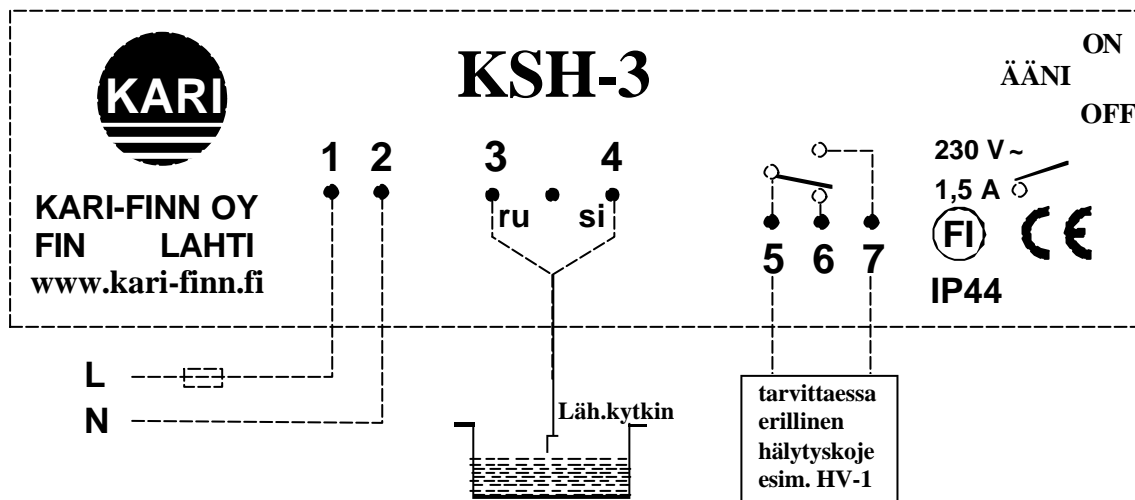 KARI
KARI-FINN OY
FIN LAHTI
www.kari-finn.fi
KSH-3
ON
ÄÄNI
OFF
1 2 3 4
ru si
5 6 7
230 V ~
1,5 A
FI CE
IP44
L
N
Läh.kytkin
tarvittaessa
erillinen
hälytyskoje
esim. HV-1